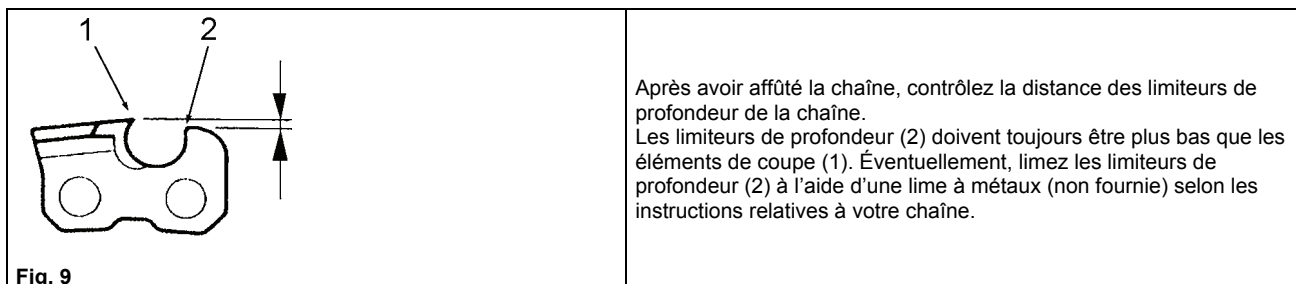 1 2
Fig. 9
Après avoir affûté la chaîne, contrôlez la distance des limiteurs de
profondeur de la chaîne.
Les limiteurs de profondeur (2) doivent toujours être plus bas que les
éléments de coupe (1). Éventuellement, limez les limiteurs de
profondeur (2) à l’aide d’une lime à métaux (non fournie) selon les
instructions relatives à votre chaîne.